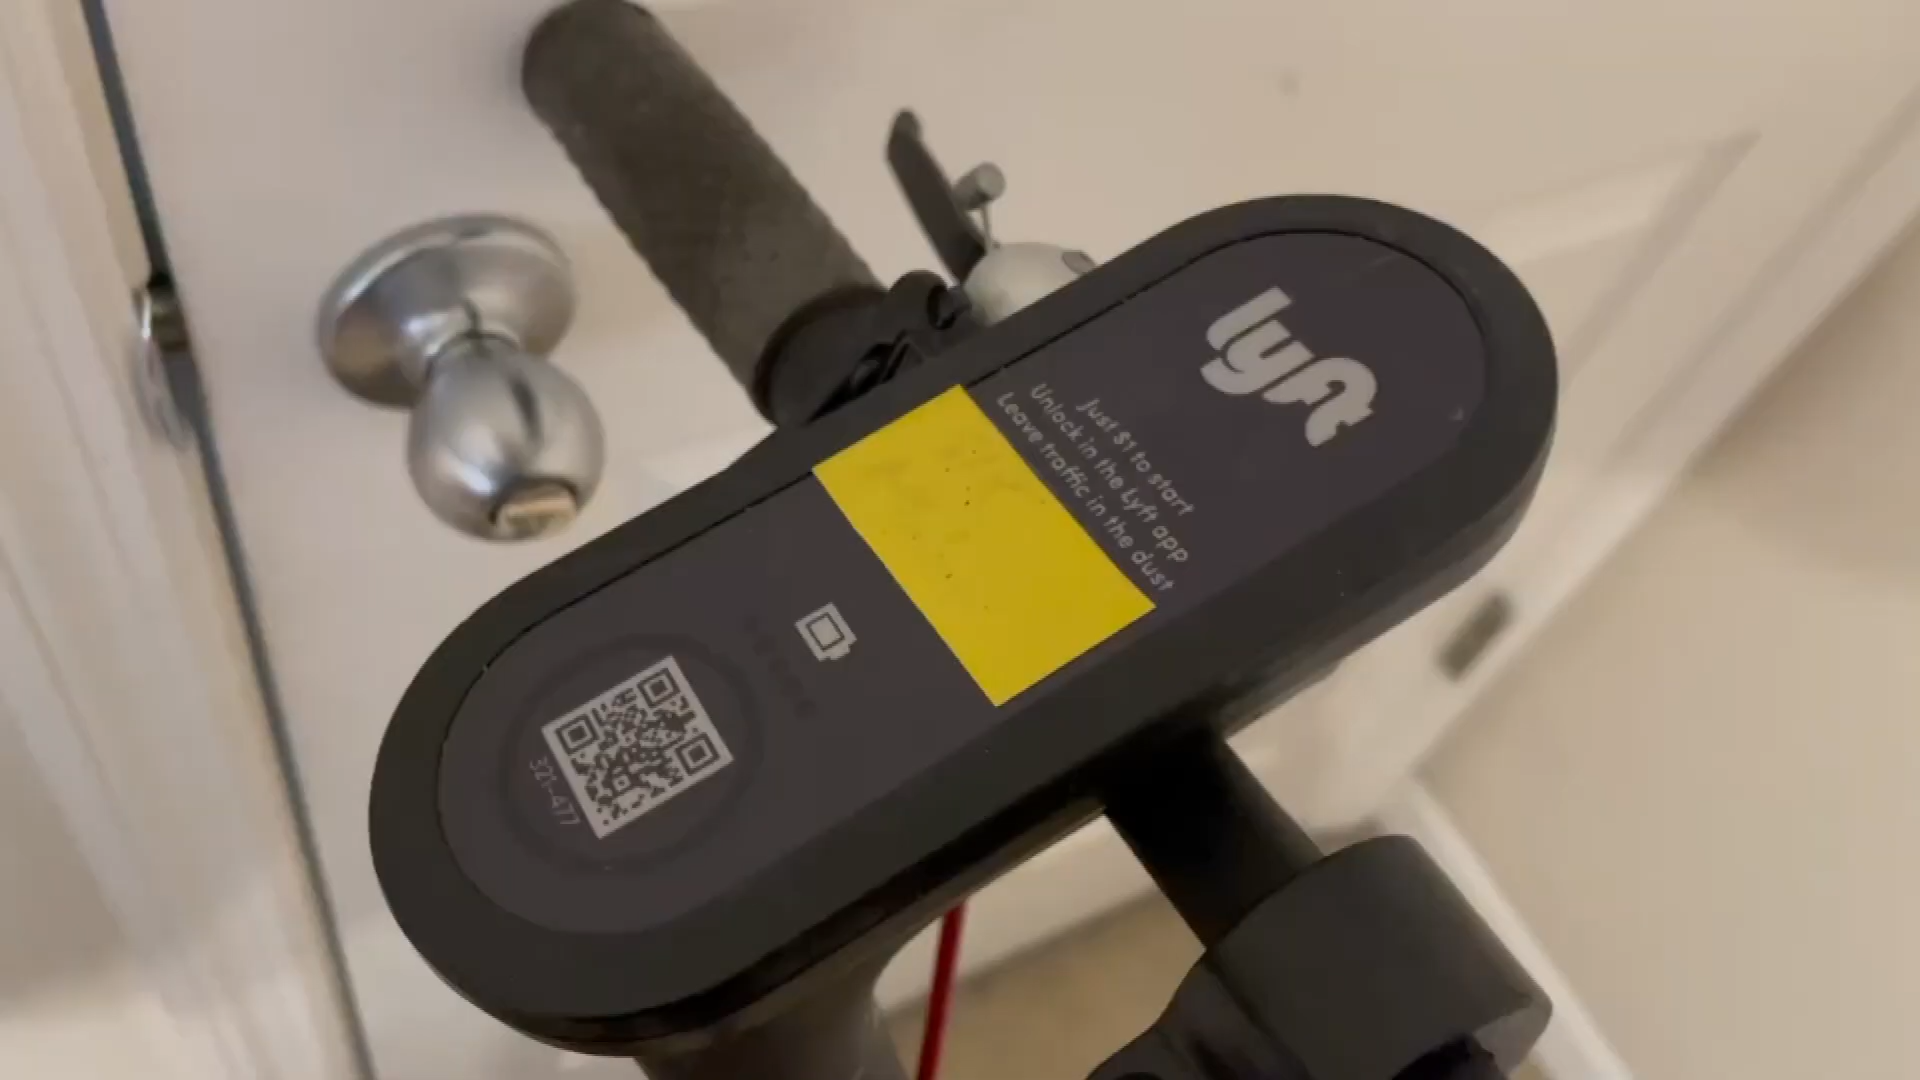 lyft
Just $1 to start
Unlock in the Lyft app
Leave traffic in the dust
321-477